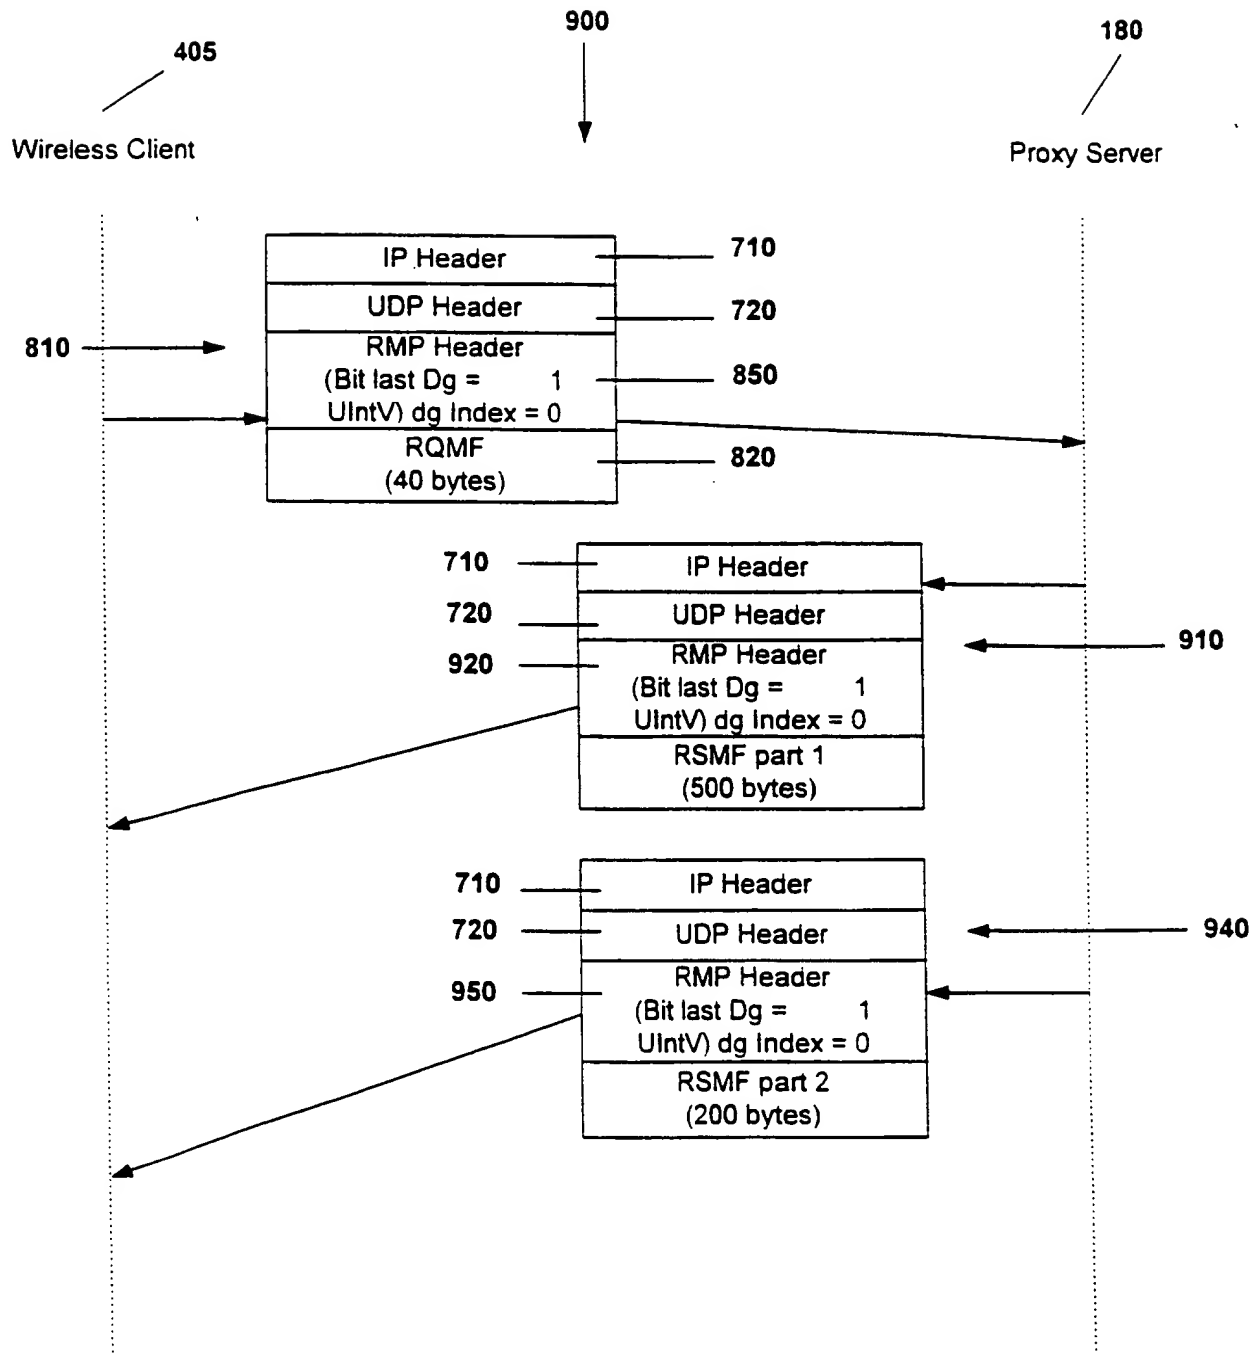 900
180
405
Wireless Client
Proxy Server
IP Header
710
UDP Header
720
810
RMP Header
(Bit last Dg = 1
850
UIntV) dg Index = 0
RQMF
820
(40 bytes)
710
IP Header
720
UDP Header
910
920
RMP Header
(Bit last Dg = 1
UIntV) dg Index = 0
RSMF part 1
(500 bytes)
710
IP Header
720
UDP Header
940
950
RMP Header
(Bit last Dg = 1
UIntV) dg Index = 0
RSMF part 2
(200 bytes)